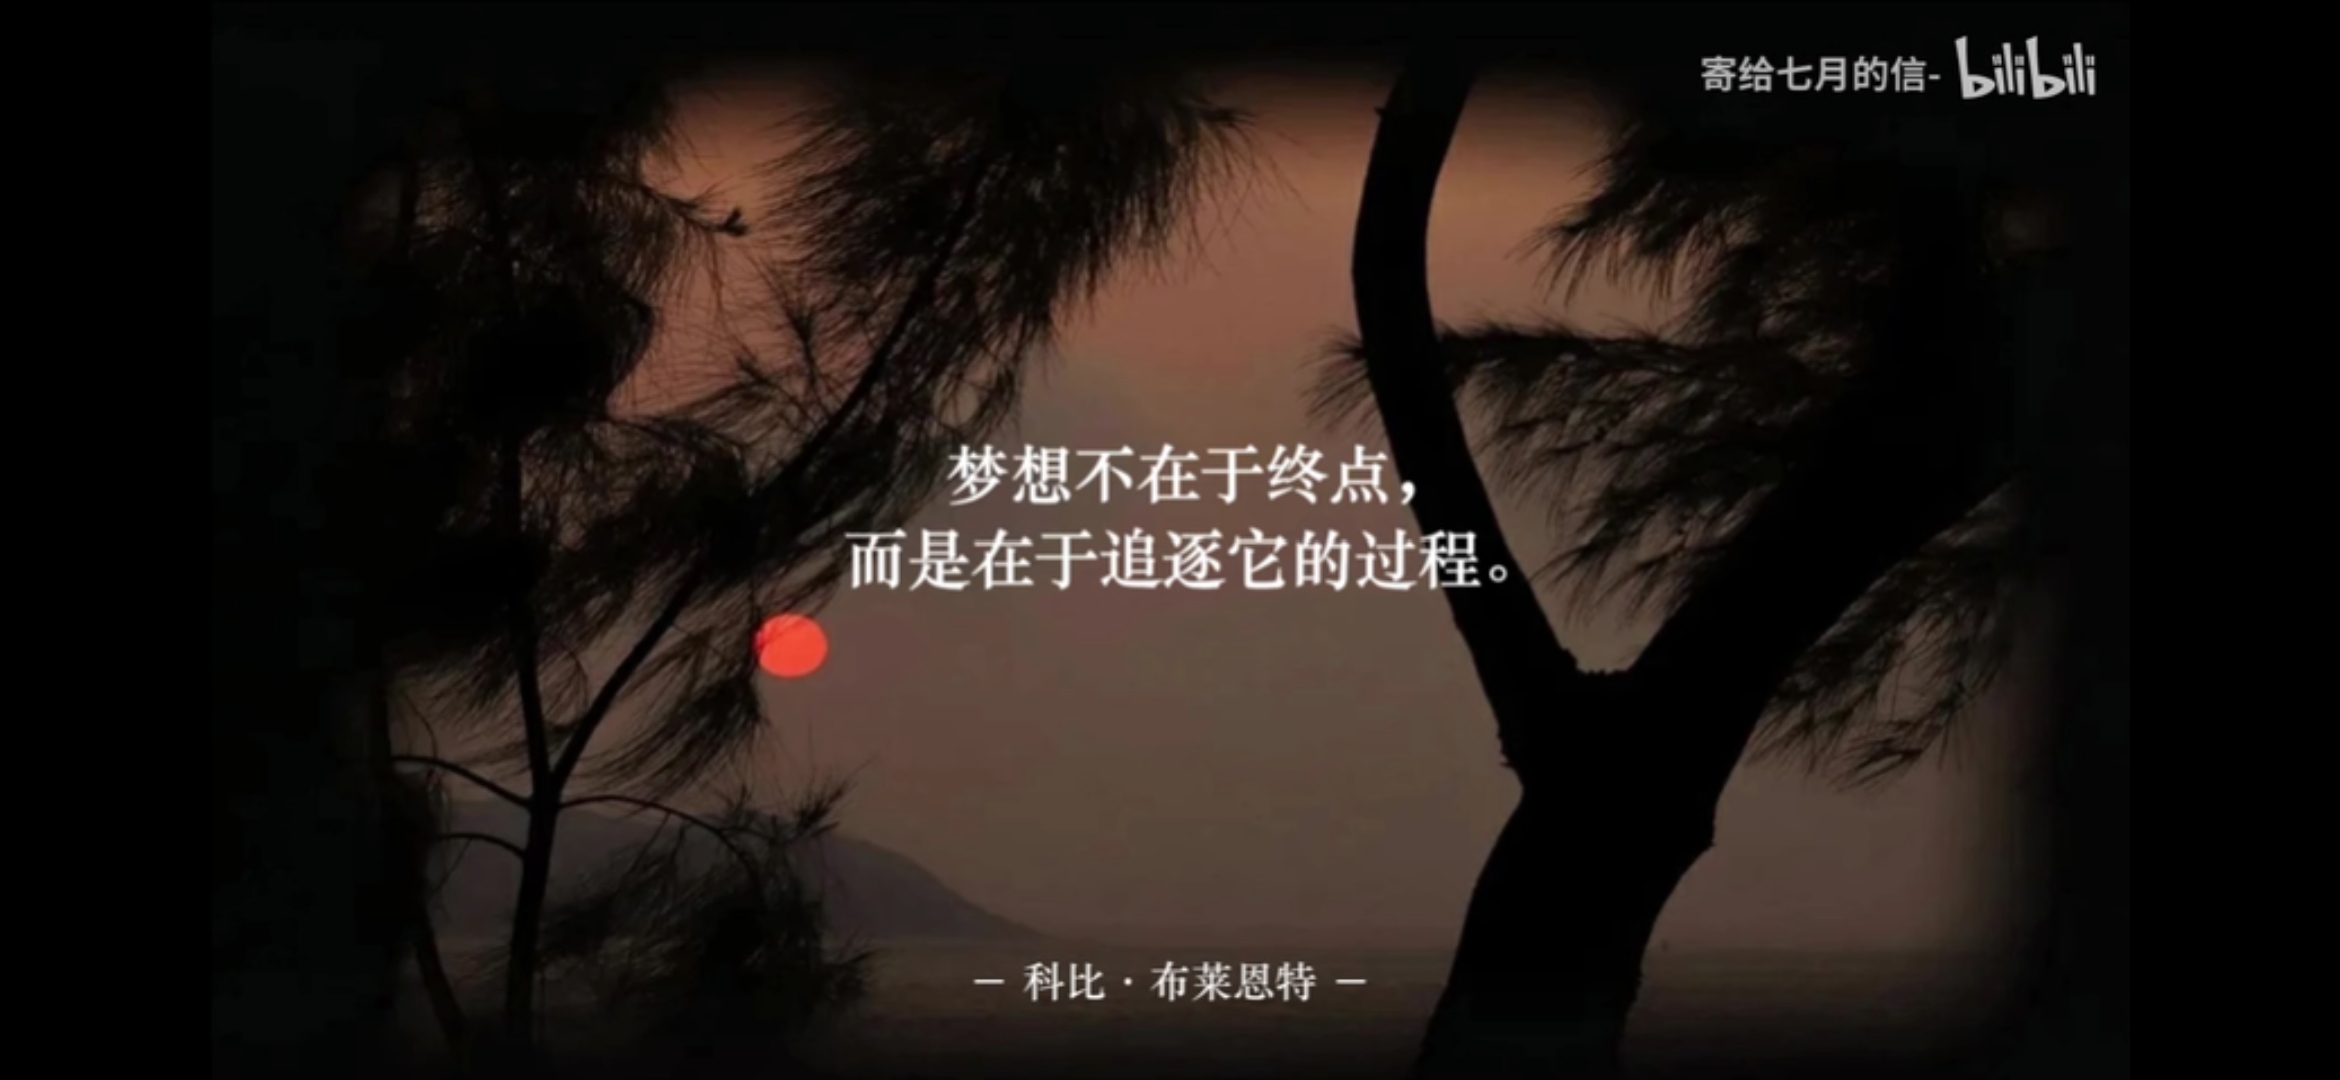 寄给七月的信- bilibili
梦想不在于终点，
而是在于追逐它的过程。
— 科比·布莱恩特 —